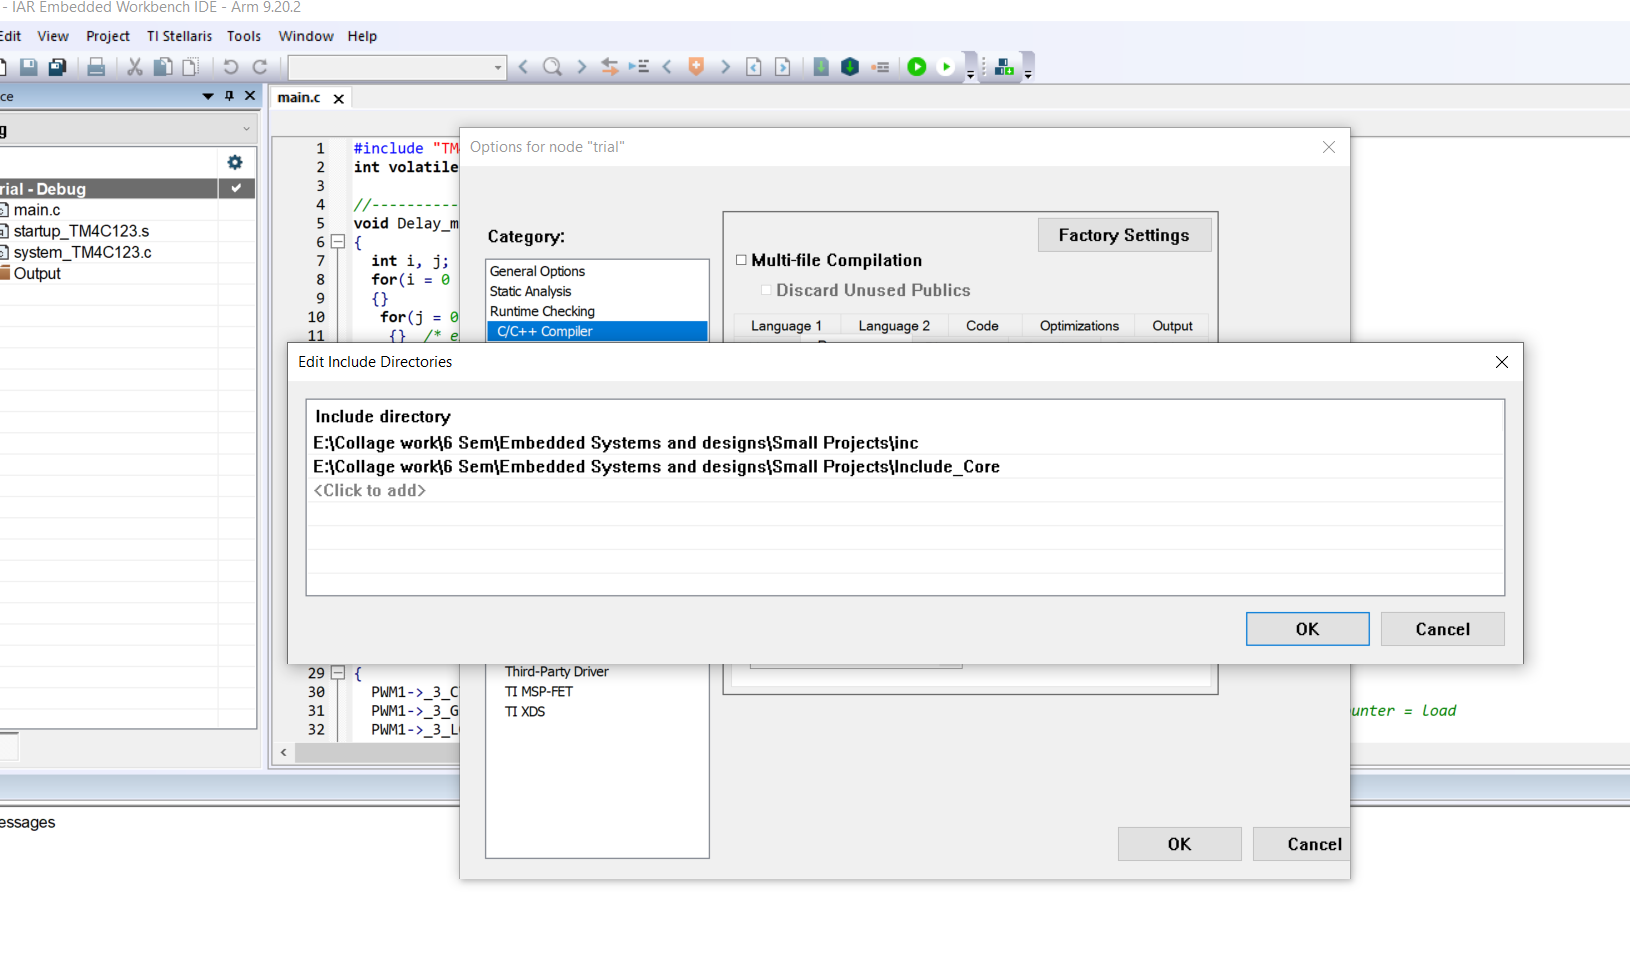 - IAR Embedded Workbench IDE - Arm 9.20.2
Edit View Project TI Stellaris Tools Window Help
main.c
rial - Debug
main.c
startup_TM4C123.s
system_TM4C123.c
Output
1 #include "TM
2 int volatile
3
4 //----------
5 void Delay_m
6 {
7 int i, j;
8 for(i = 0
9 {}
10 for(j = 0
11 {} /* e
Options for node "trial"
Category:
General Options
Static Analysis
Runtime Checking
C/C++ Compiler
Factory Settings
Multi-file Compilation
Discard Unused Publics
Language 1 Language 2 Code Optimizations Output
Edit Include Directories
Include directory
E:\Collage work\6 Sem\Embedded Systems and designs\Small Projects\inc
E:\Collage work\6 Sem\Embedded Systems and designs\Small Projects\Include_Core
<Click to add>
OK Cancel
Third-Party Driver
TI MSP-FET
TI XDS
29 {
30 PWM1->_3_C
31 PWM1->_3_G
32 PWM1->_3_L
unter = load
OK Cancel
essages